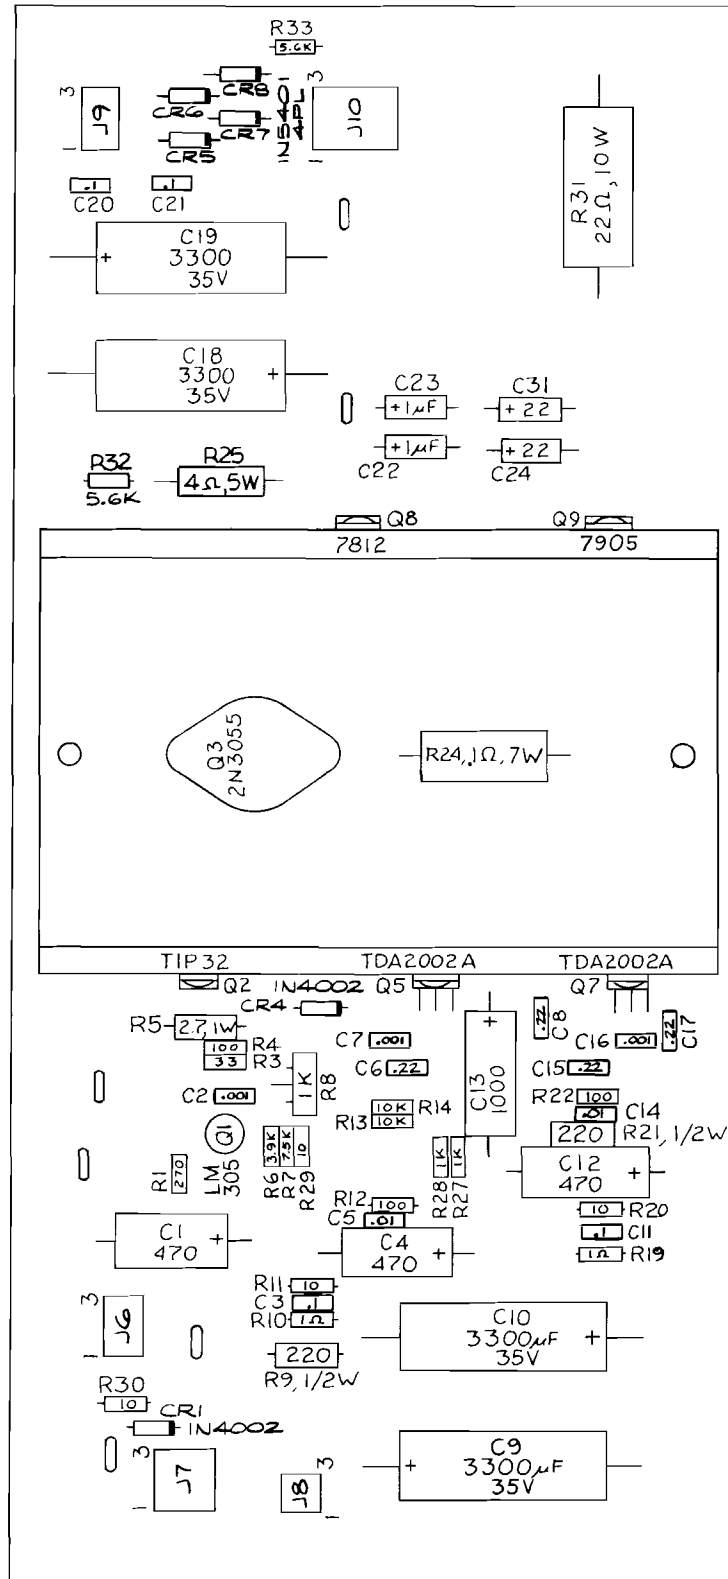 R33
5.6K
CR8
CR6
CR7
CR5
IN5401
4PL
3
J9
1
3
J10
1
R31
22Ω, 10W
.1
C20
.1
C21
C19
+ 3300
35V
C18
3300 +
35V
C23
+1µF
C31
+22
+1µF
C22
+22
C24
R32
5.6K
R25
4Ω, 5W
Q8
7812
Q9
7905
Q3
2N3055
R24, .1Ω, 7W
TIP32
TDA2002A
TDA2002A
Q2
IN4002
CR4
Q5
Q7
R5 2.7, 1W
100 R4
33 R3
C2 .001
1K
R8
C7 .001
C6 .22
10K R14
R13 10K
+
C13
1000
.22
C8
C16 .001
.22
C17
C15 .22
R22 100
.01 C14
220 R21, 1/2W
C12
470 +
Q1
LM
305
R1
270
3.9K
R6
7.5K
R7
10
R29
1K
R28
1K
R27
R12 100
C5 .01
C4
470 +
10 R20
.1 C11
1Ω R19
C1
470 +
R11 10
C3 .1
R10 1Ω
220
R9, 1/2W
3
J6
1
C10
3300µF +
35V
R30
10
CR1
IN4002
3
J7
1
J8
3
1
C9
+ 3300µF
35V